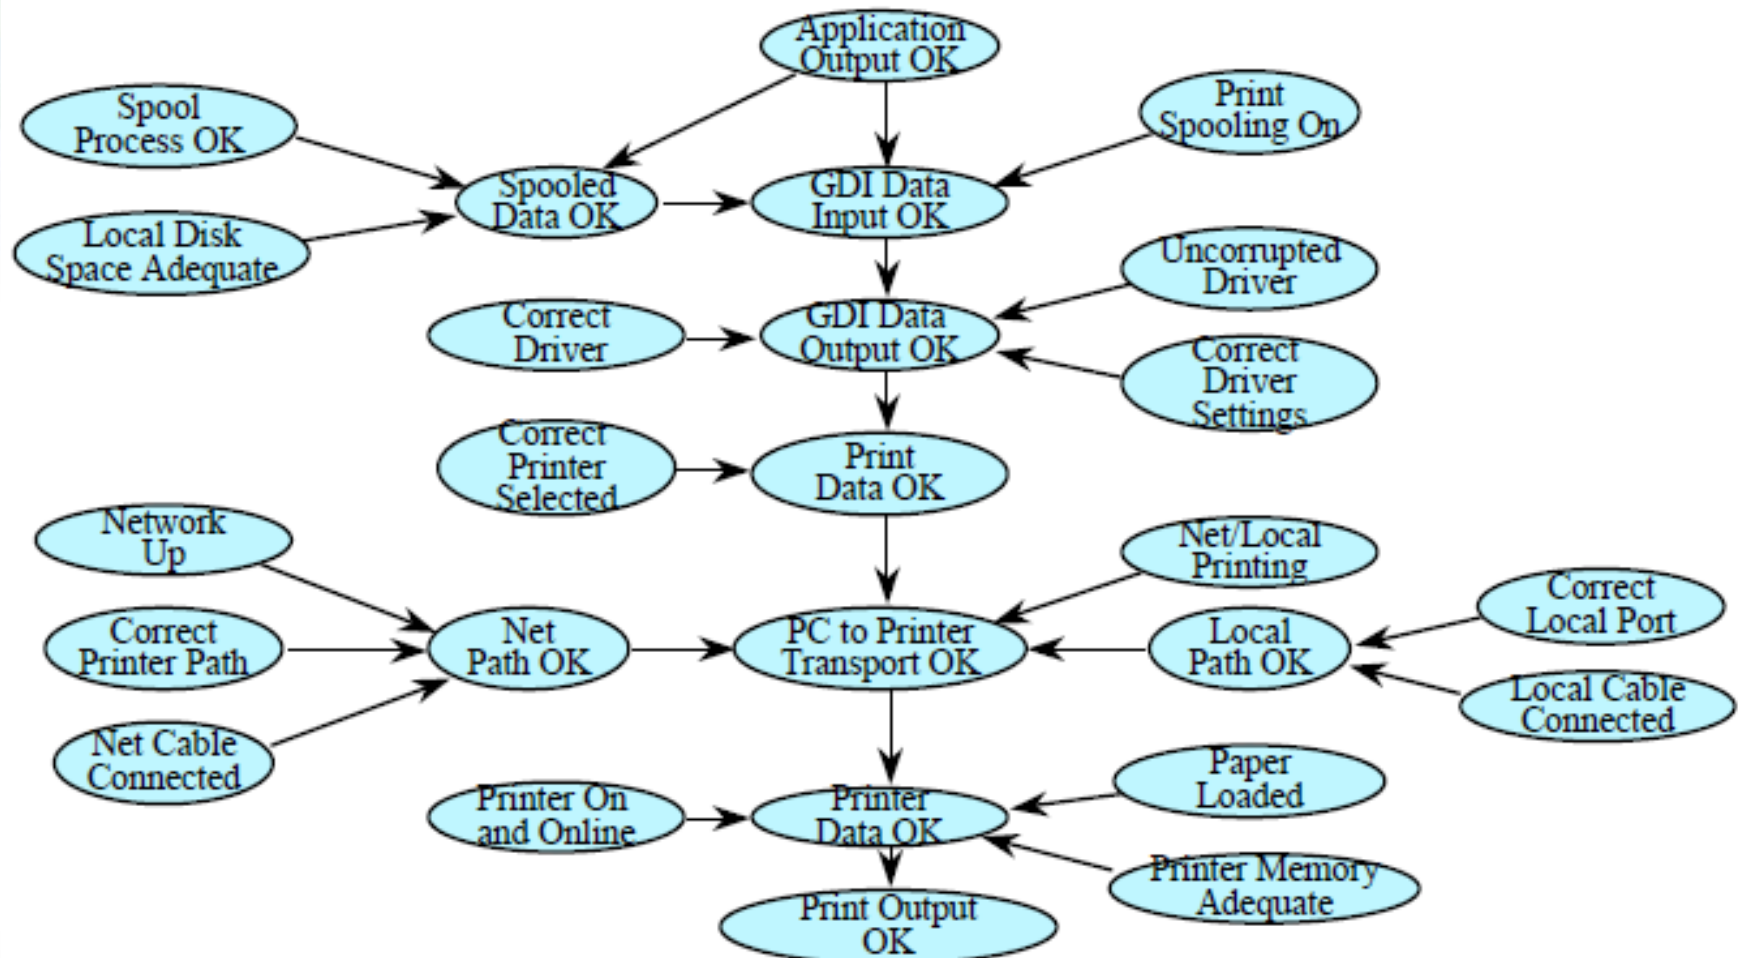 Application
Output OK
Spool
Process OK
Print
Spooling On
Spooled
Data OK
GDI Data
Input OK
Local Disk
Space Adequate
Uncorrupted
Driver
Correct
Driver
GDI Data
Output OK
Correct
Driver
Settings
Correct
Printer
Selected
Print
Data OK
Network
Up
Net/Local
Printing
Correct
Local Port
Correct
Printer Path
Net
Path OK
PC to Printer
Transport OK
Local
Path OK
Local Cable
Connected
Net Cable
Connected
Paper
Loaded
Printer On
and Online
Printer
Data OK
Printer Memory
Adequate
Print Output
OK